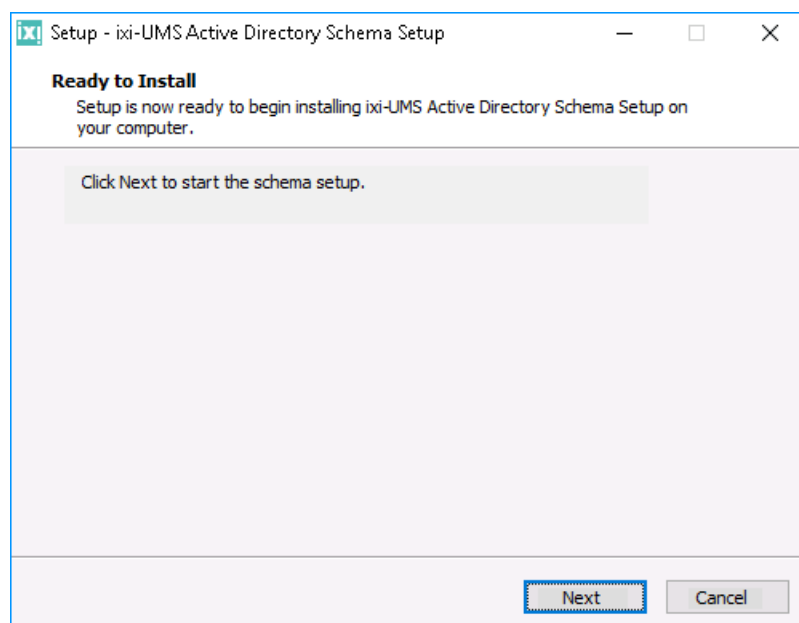 ixi Setup - ixi-UMS Active Directory Schema Setup
Ready to Install
Setup is now ready to begin installing ixi-UMS Active Directory Schema Setup on
your computer.
Click Next to start the schema setup.
Next Cancel